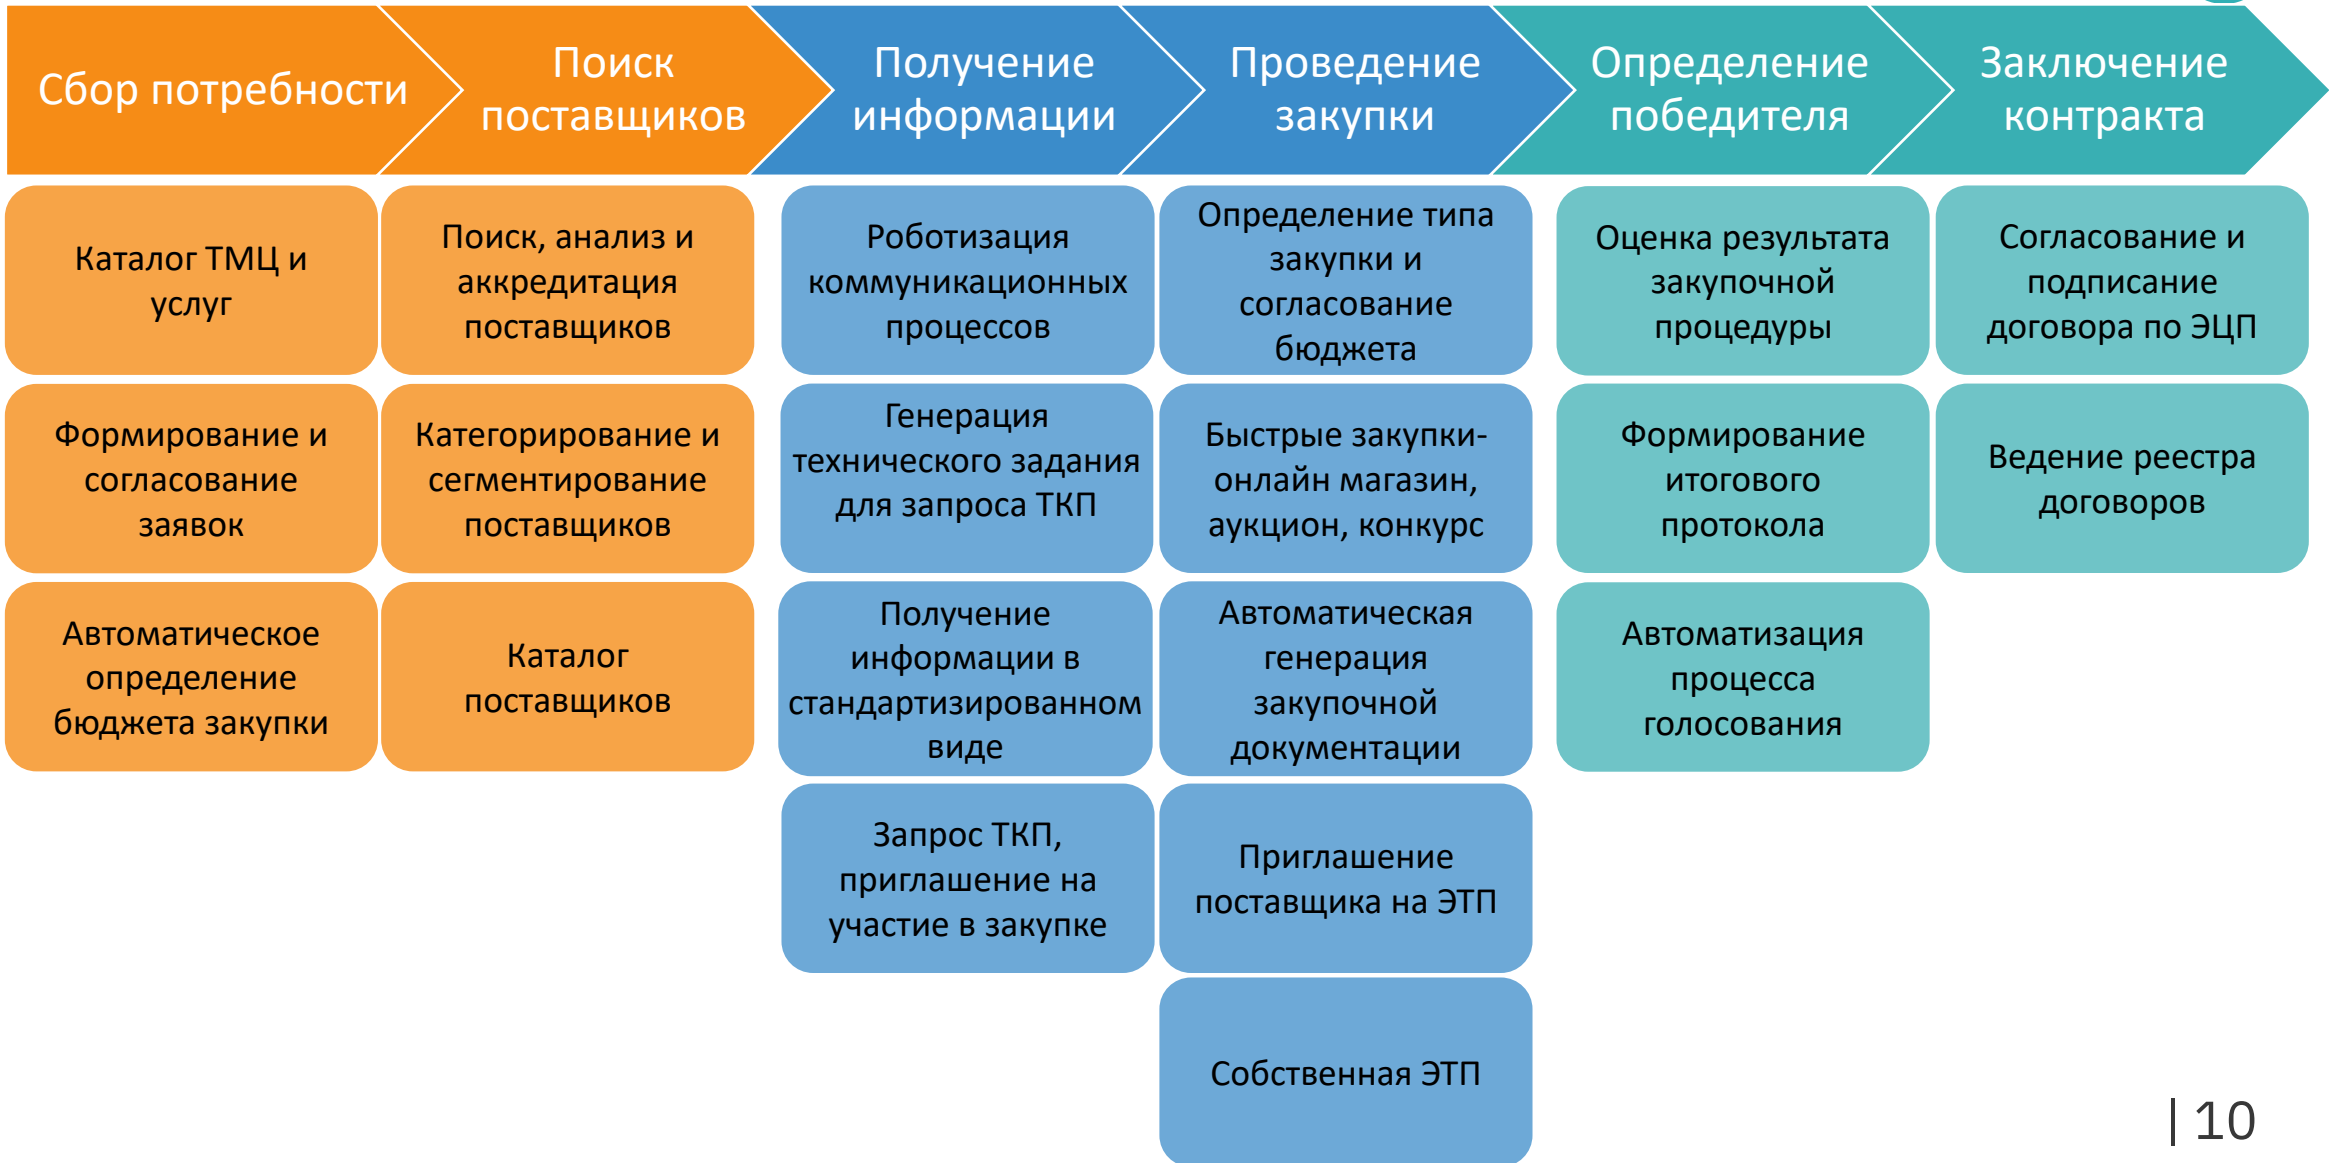 Сбор потребности
Поиск
поставщиков
Получение
информации
Проведение
закупки
Определение
победителя
Заключение
контракта
Каталог ТМЦ и
услуг
Формирование и
согласование
заявок
Автоматическое
определение
бюджета закупки
Поиск, анализ и
аккредитация
поставщиков
Категорирование и
сегментирование
поставщиков
Каталог
поставщиков
Роботизация
коммуникационных
процессов
Генерация
технического задания
для запроса ТКП
Получение
информации в
стандартизированном
виде
Запрос ТКП,
приглашение на
участие в закупке
Определение типа
закупки и
согласование
бюджета
Быстрые закупки-
онлайн магазин,
аукцион, конкурс
Автоматическая
генерация
закупочной
документации
Приглашение
поставщика на ЭТП
Собственная ЭТП
Оценка результата
закупочной
процедуры
Формирование
итогового
протокола
Автоматизация
процесса
голосования
Согласование и
подписание
договора по ЭЦП
Ведение реестра
договоров
| 10